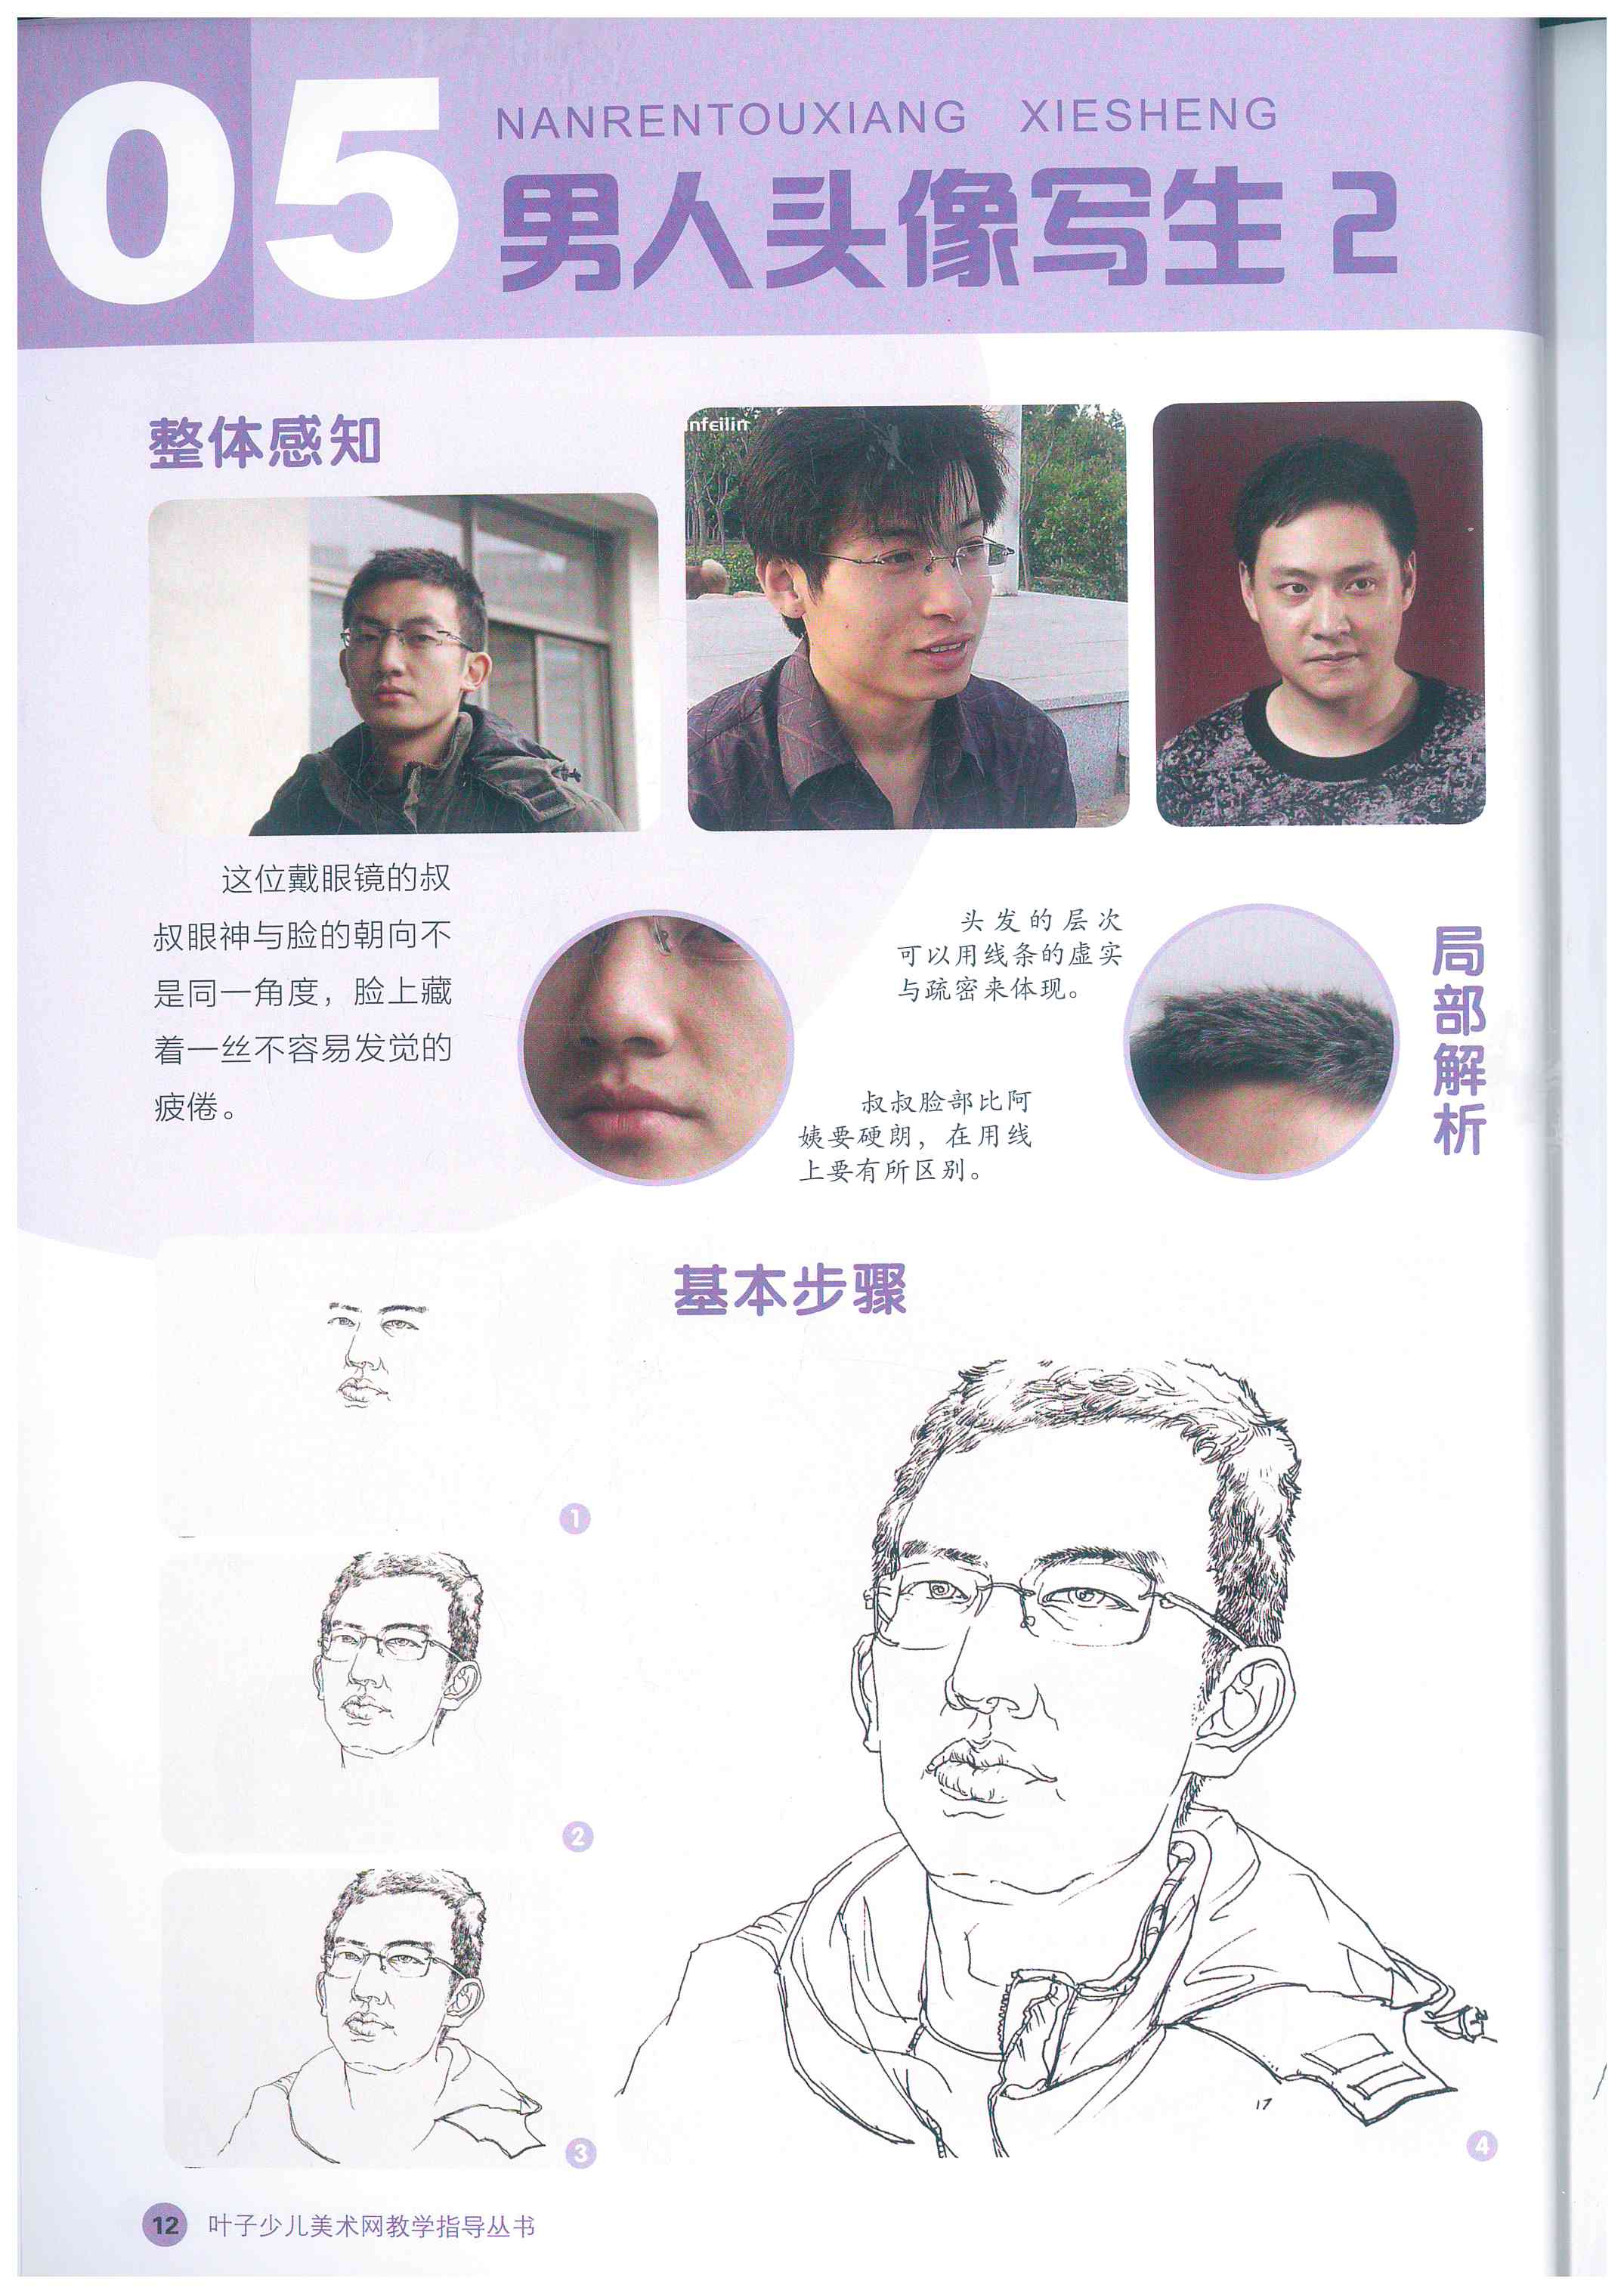 05
NANRENTOUXIANG XIESHENG
男人头像写生 2
整体感知
nfeilin
这位戴眼镜的叔
叔眼神与脸的朝向不
是同一角度，脸上藏
着一丝不容易发觉的
疲倦。
头发的层次
可以用线条的虚实
与疏密来体现。
叔叔脸部比阿
姨要硬朗，在用线
上要有所区别。
局部解析
基本步骤
1
2
3
17
4
12 叶子少儿美术网教学指导丛书